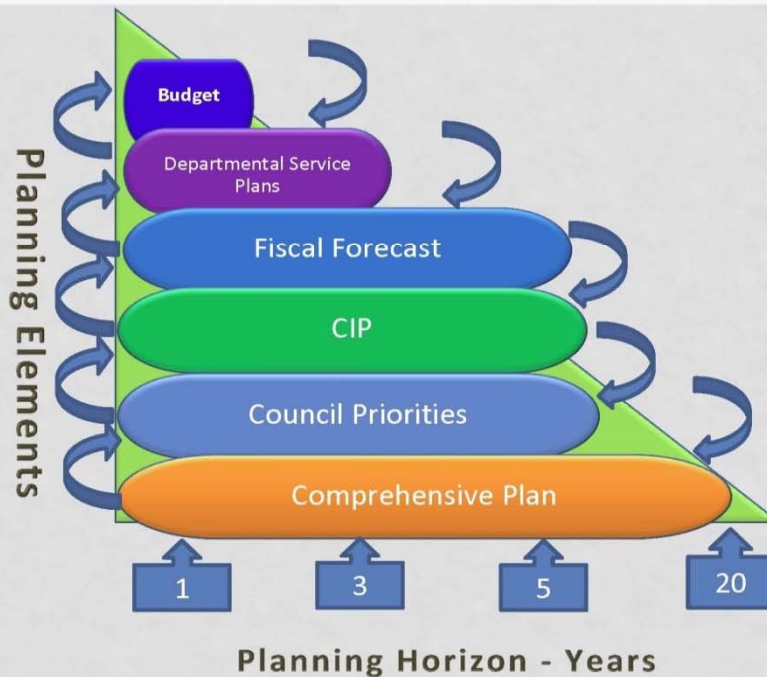 Planning Elements
Budget
Departmental Service
Plans
Fiscal Forecast
CIP
Council Priorities
Comprehensive Plan
1
3
5
20
Planning Horizon - Years